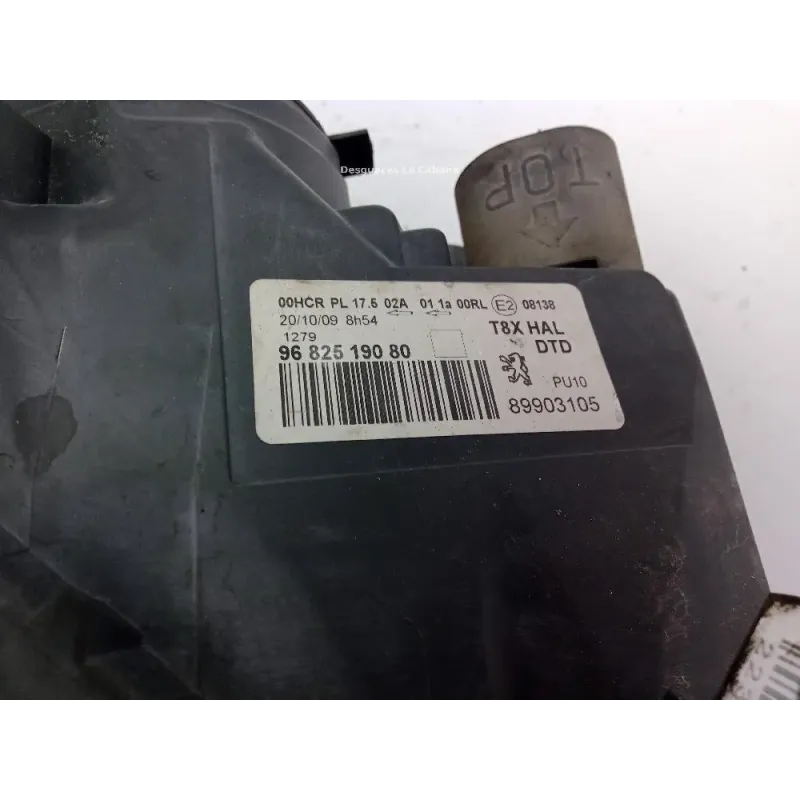 Desguaces La Cabaña
TOP
00HCR PL 17.5 02A 01 1a 00RL E2 08138
20/10/09 8h54
T8X HAL
1279
DTD
96 825 190 80
PU10
89903105